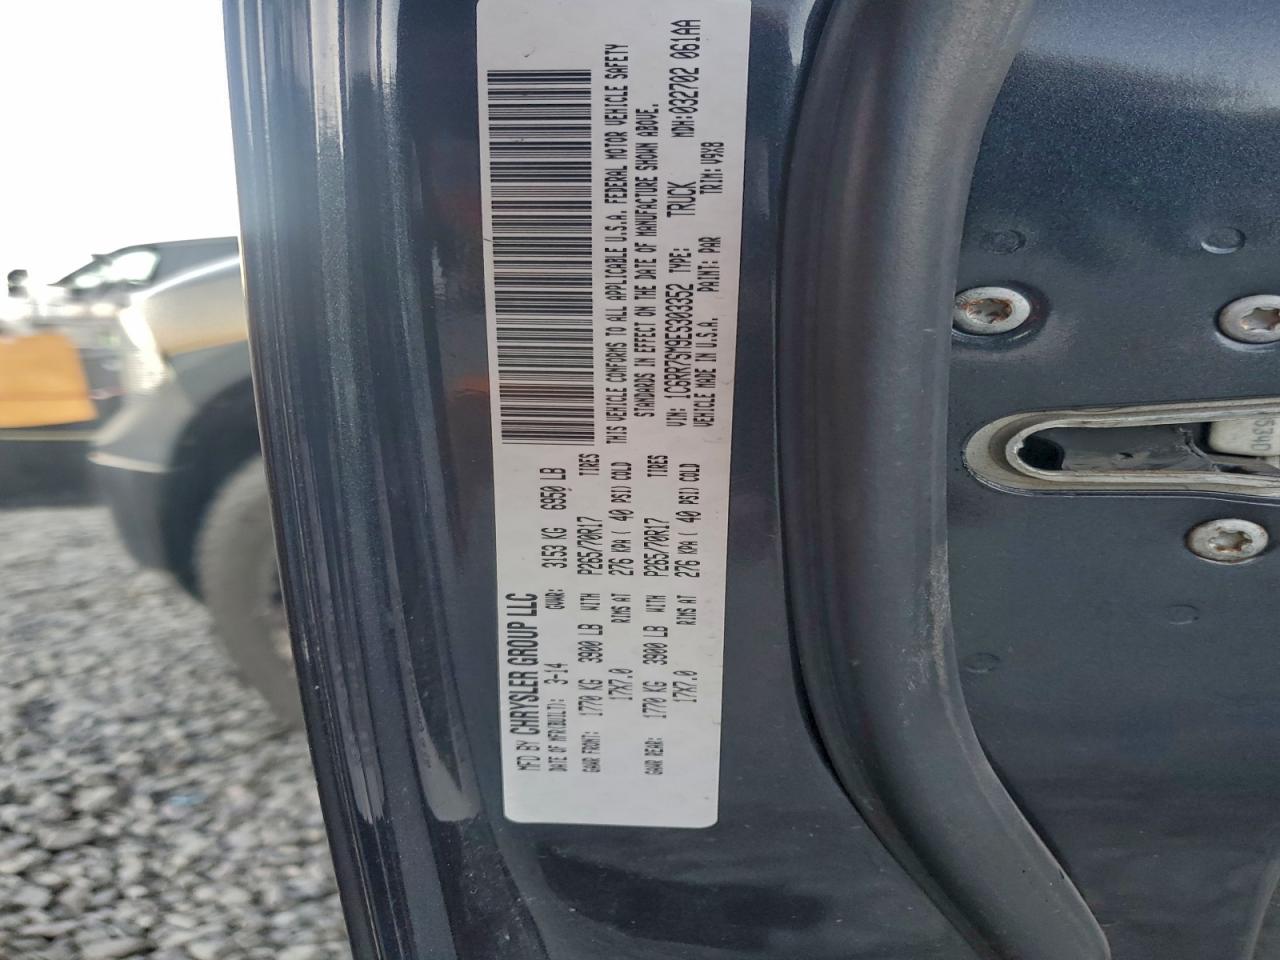 MFD BY CHRYSLER GROUP LLC
DATE OF MFR(BUILT): 3-14 GVWR: 3153 KG 6950 LB
GAWR FRONT: 1770 KG 3900 LB WITH P265/70R17 TIRES
17X7.0 RIMS AT 276 KPA ( 40 PSI) COLD
GAWR REAR: 1770 KG 3900 LB WITH P265/70R17 TIRES
17X7.0 RIMS AT 276 KPA ( 40 PSI) COLD
THIS VEHICLE CONFORMS TO ALL APPLICABLE U.S.A. FEDERAL MOTOR VEHICLE SAFETY
STANDARDS IN EFFECT ON THE DATE OF MANUFACTURE SHOWN ABOVE.
VIN: 1C6RR7SM9ES303352 TYPE: TRUCK MDH:032702 061AA
VEHICLE MADE IN U.S.A. PAINT: PAR TRIM: V9X8